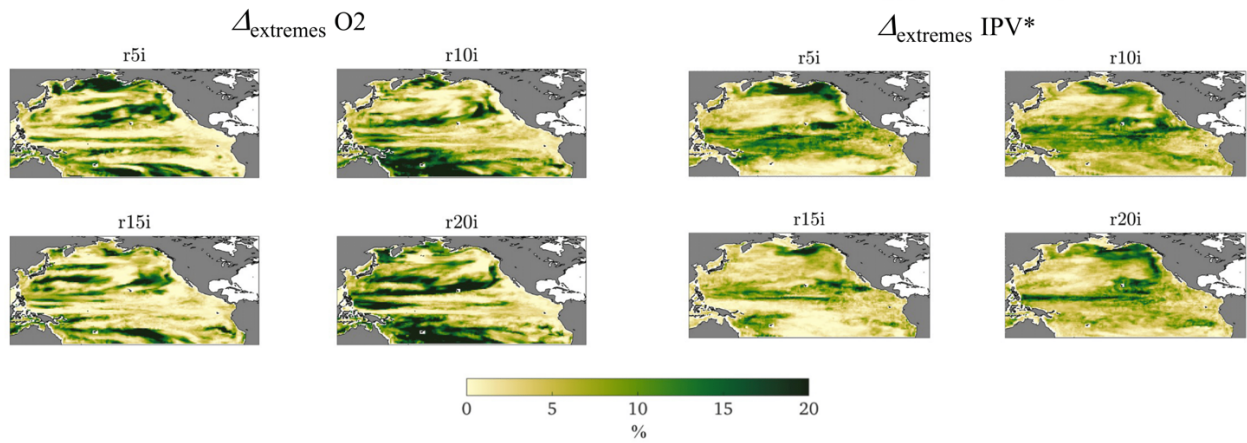 Δextremes O2
Δextremes IPV*
r5i
r10i
r5i
r10i
r15i
r20i
r15i
r20i
0 5 10 15 20
%